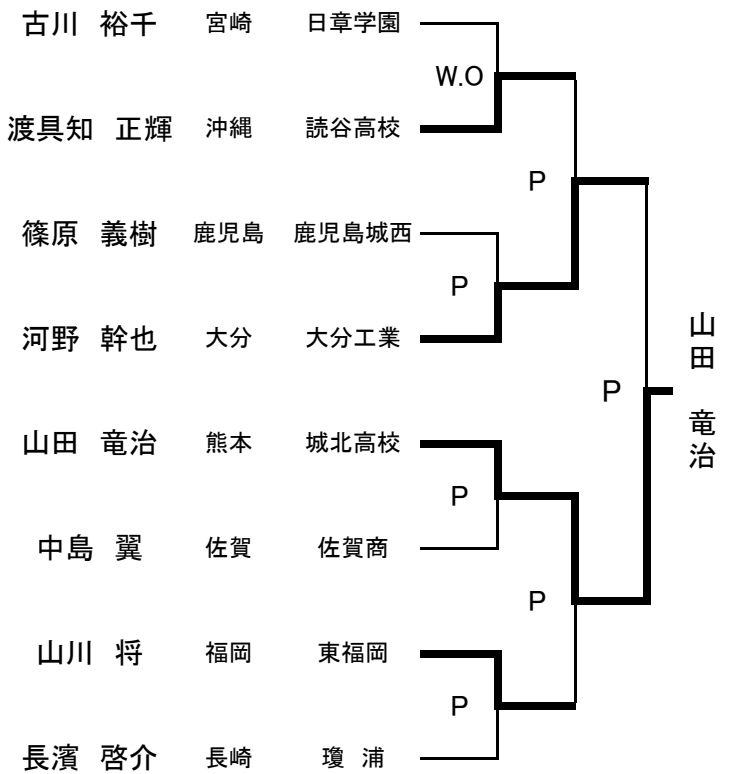 古川 裕千 宮崎 日章学園
W.O
渡具知 正輝 沖縄 読谷高校
P
篠原 義樹 鹿児島 鹿児島城西
P
河野 幹也 大分 大分工業
山田 竜治
P
山田 竜治 熊本 城北高校
P
中島 翼 佐賀 佐賀商
P
山川 将 福岡 東福岡
P
長濱 啓介 長崎 瓊浦